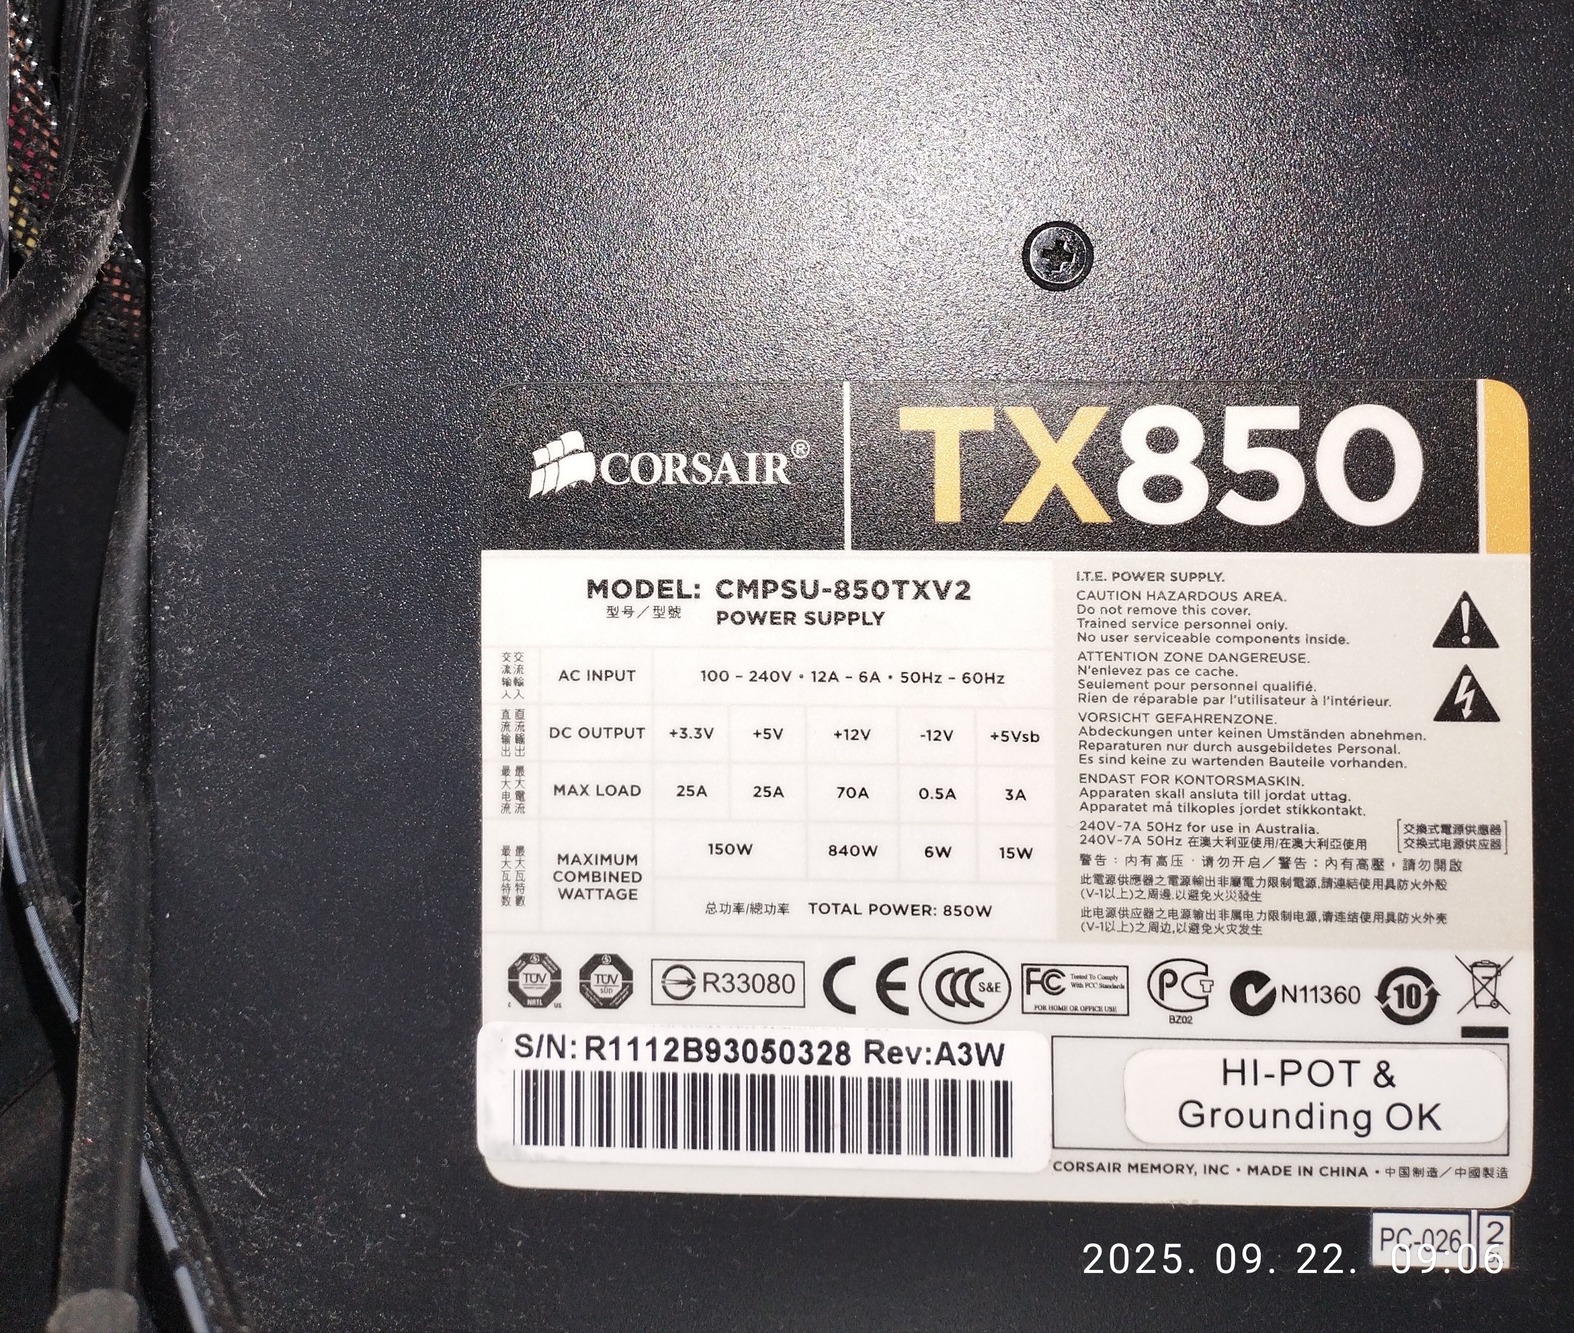 CORSAIR®
TX850
MODEL: CMPSU-850TXV2
型号／型號 POWER SUPPLY
交流输入 交流輸入 AC INPUT 100 – 240V • 12A – 6A • 50Hz – 60Hz
直流输出 直流輸出 DC OUTPUT +3.3V +5V +12V -12V +5Vsb
最大电流 最大電流 MAX LOAD 25A 25A 70A 0.5A 3A
最大瓦特数 最大瓦特數 MAXIMUM COMBINED WATTAGE 150W 840W 6W 15W
总功率/總功率 TOTAL POWER: 850W
I.T.E. POWER SUPPLY.
CAUTION HAZARDOUS AREA.
Do not remove this cover.
Trained service personnel only.
No user serviceable components inside.
ATTENTION ZONE DANGEREUSE.
N'enlevez pas ce cache.
Seulement pour personnel qualifié.
Rien de réparable par l'utilisateur à l'intérieur.
VORSICHT GEFAHRENZONE.
Abdeckungen unter keinen Umständen abnehmen.
Reparaturen nur durch ausgebildetes Personal.
Es sind keine zu wartenden Bauteile vorhanden.
ENDAST FOR KONTORSMASKIN.
Apparaten skall ansluta till jordat uttag.
Apparatet må tilkoples jordet stikkontakt.
240V-7A 50Hz for use in Australia.
240V-7A 50Hz 在澳大利亚使用/在澳大利亞使用
交換式電源供應器
交换式电源供应器
警告：内有高压，请勿开启／警告：內有高壓，請勿開啟
此電源供應器之電源輸出非屬電力限制電源,請連結使用具防火外殼
(V-1以上)之周邊,以避免火災發生
此电源供应器之电源输出非属电力限制电源,请连结使用具防火外壳
(V-1以上)之周边,以避免火灾发生
TÜV
C NRTL US
TÜV
SÜD
R33080
CE
CCC S&E
FC Tested To Comply
With FCC Standards
FOR HOME OR OFFICE USE
PCT
BZ02
N11360
10
S/N: R1112B93050328 Rev:A3W
HI-POT &
Grounding OK
CORSAIR MEMORY, INC • MADE IN CHINA • 中国制造／中國製造
PC-026 2
2025. 09. 22. 09:06